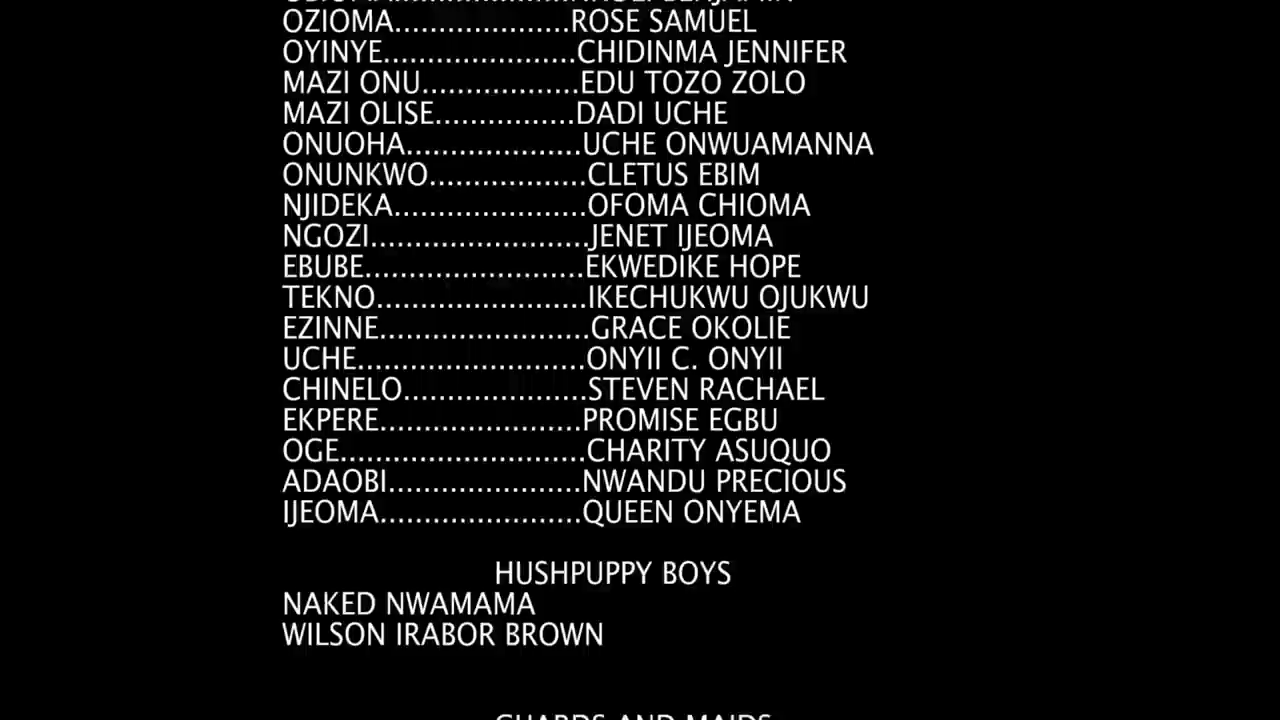 OZIOMA....................ROSE SAMUEL
OYINYE......................CHIDINMA JENNIFER
MAZI ONU..................EDU TOZO ZOLO
MAZI OLISE................DADI UCHE
ONUOHA....................UCHE ONWUAMANNA
ONUNKWO..................CLETUS EBIM
NJIDEKA......................OFOMA CHIOMA
NGOZI.........................JENET IJEOMA
EBUBE.........................EKWEDIKE HOPE
TEKNO........................IKECHUKWU OJUKWU
EZINNE........................GRACE OKOLIE
UCHE..........................ONYII C. ONYII
CHINELO.....................STEVEN RACHAEL
EKPERE.......................PROMISE EGBU
OGE............................CHARITY ASUQUO
ADAOBI......................NWANDU PRECIOUS
IJEOMA.......................QUEEN ONYEMA
HUSHPUPPY BOYS
NAKED NWAMAMA
WILSON IRABOR BROWN
GUARDS AND MAIDS